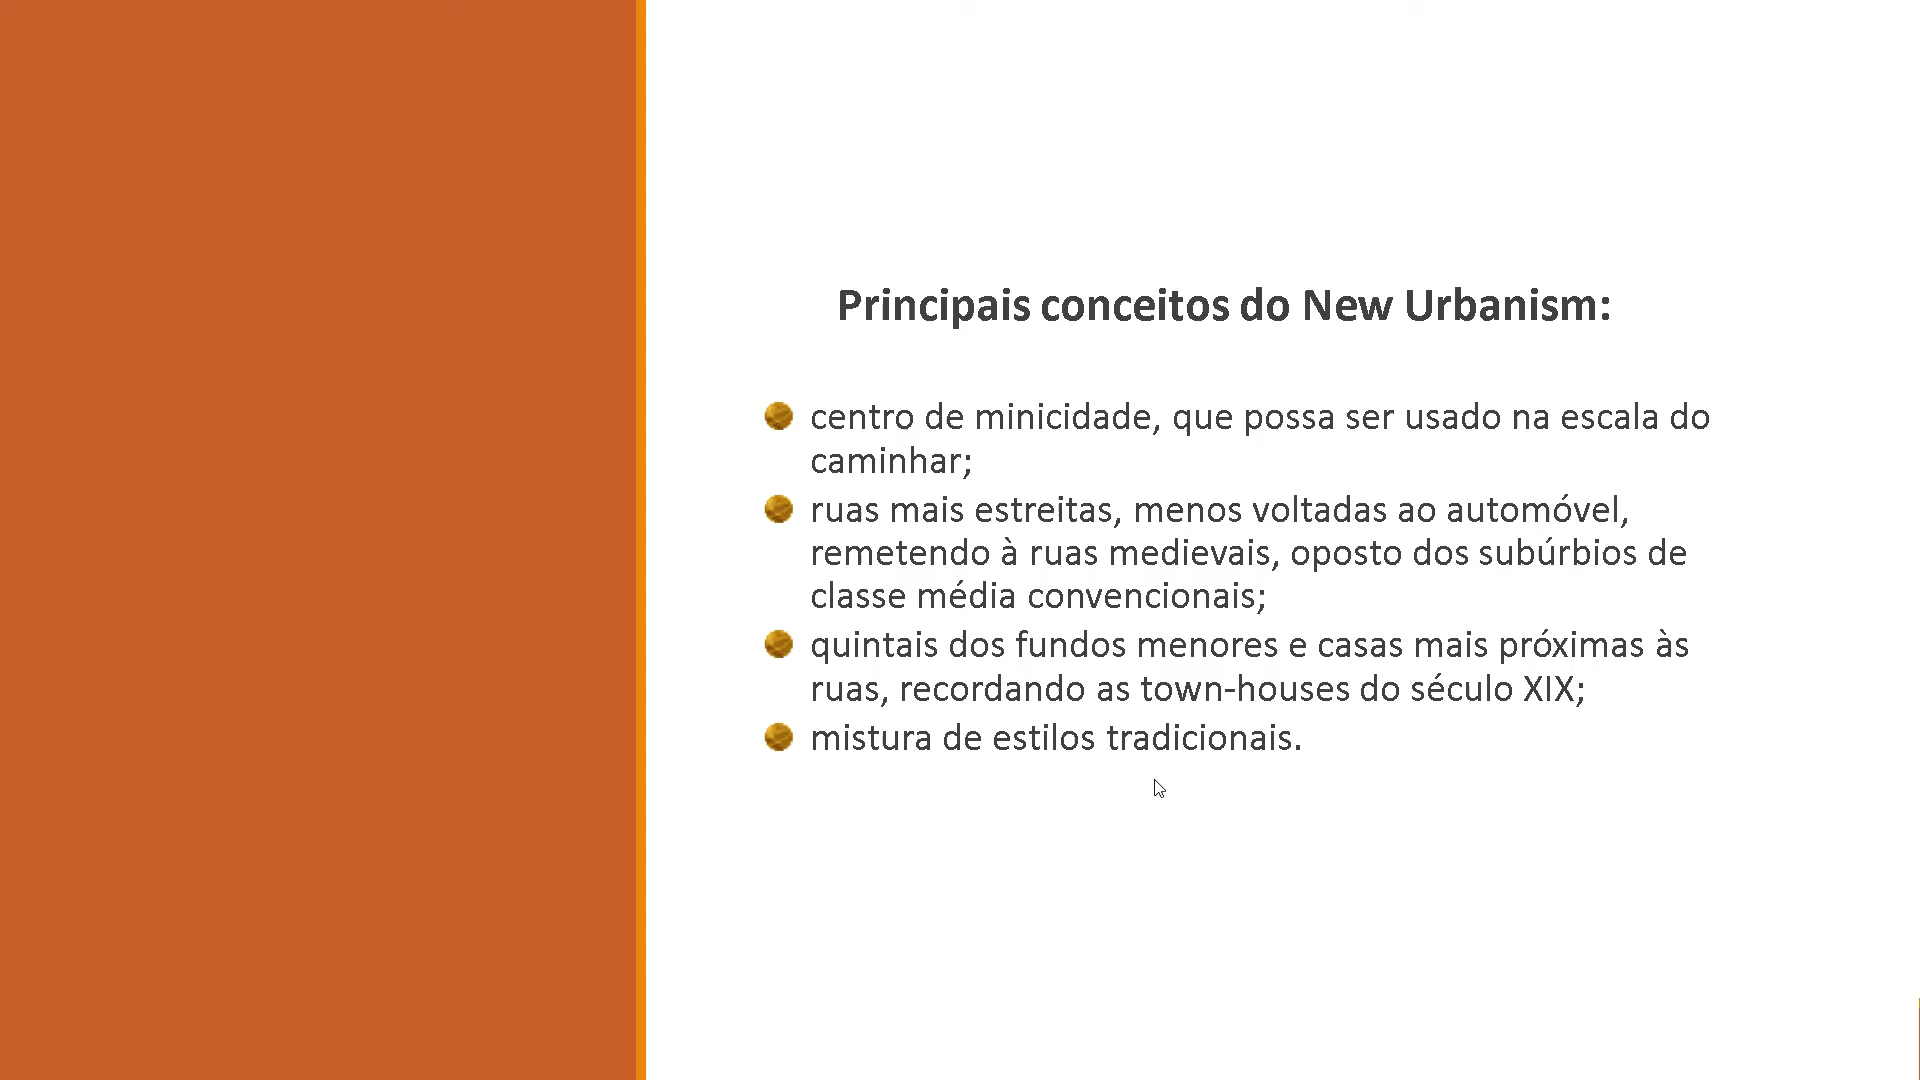 Principais conceitos do New Urbanism:
centro de minicidade, que possa ser usado na escala do
caminhar;
ruas mais estreitas, menos voltadas ao automóvel,
remetendo à ruas medievais, oposto dos subúrbios de
classe média convencionais;
quintais dos fundos menores e casas mais próximas às
ruas, recordando as town-houses do século XIX;
mistura de estilos tradicionais.